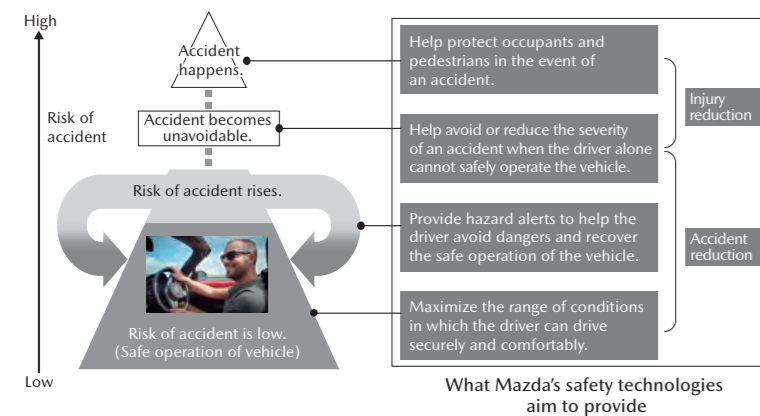 High
Risk of
accident
Low
Accident
happens.
Accident becomes
unavoidable.
Risk of accident rises.
Risk of accident is low.
(Safe operation of vehicle)
Help protect occupants and
pedestrians in the event of
an accident.
Help avoid or reduce the severity
of an accident when the driver alone
cannot safely operate the vehicle.
Provide hazard alerts to help the
driver avoid dangers and recover
the safe operation of the vehicle.
Maximize the range of conditions
in which the driver can drive
securely and comfortably.
Injury
reduction
Accident
reduction
What Mazda’s safety technologies
aim to provide